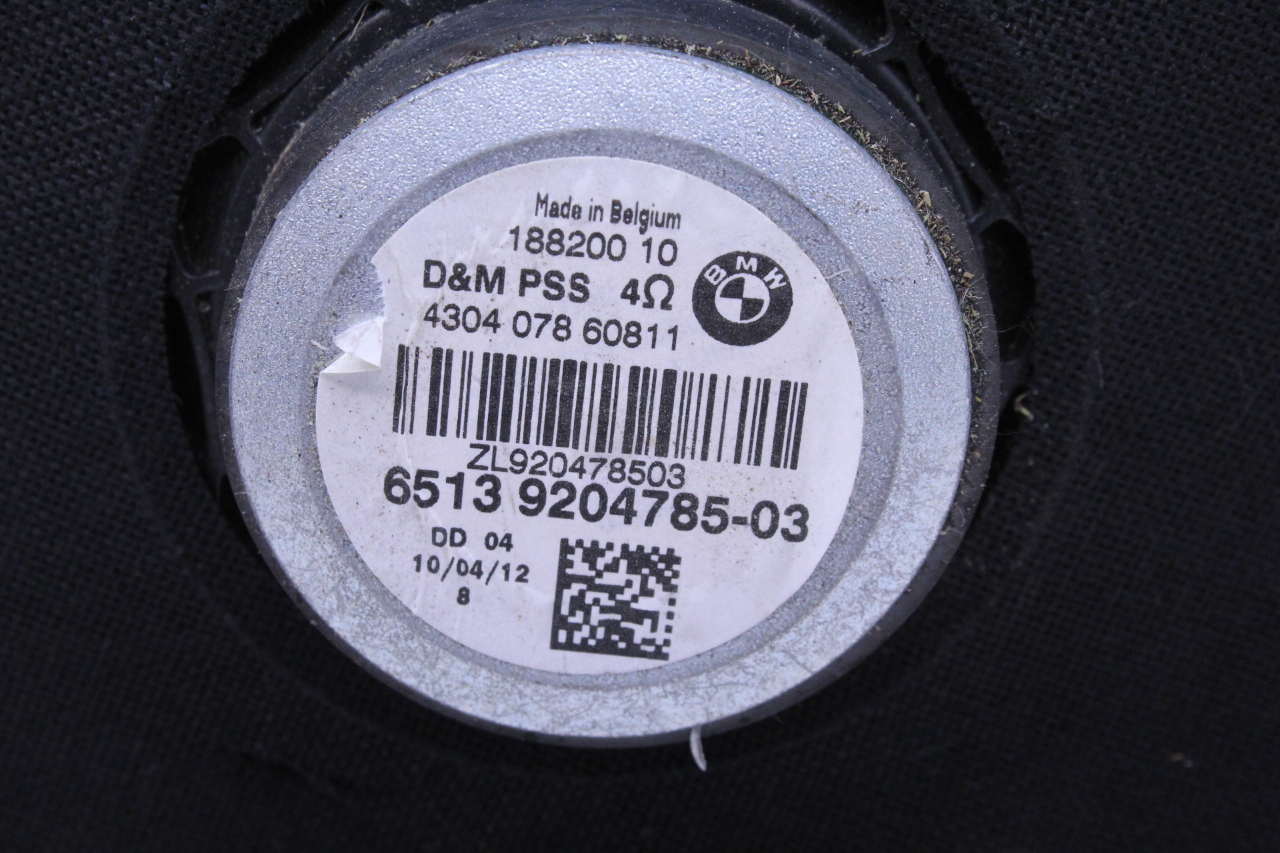 Made in Belgium
188200 10
D&M PSS 4Ω
BMW
4304 078 60811
ZL920478503
6513 9204785-03
DD 04
10/04/12
8